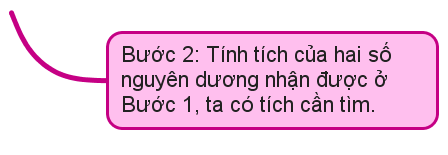 Bước 2: Tính tích của hai số
nguyên dương nhận được ở
Bước 1, ta có tích cần tìm.